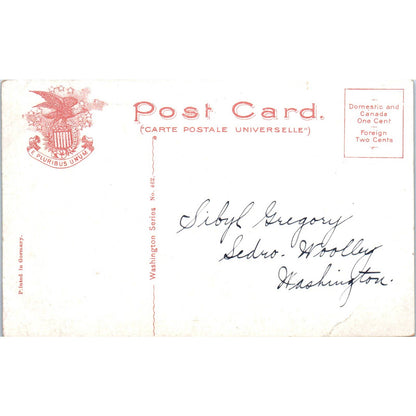 E PLURIBUS UNUM
Post Card.
("CARTE POSTALE UNIVERSELLE")
Domestic and
Canada
One Cent
Foreign
Two Cents
Printed in Germany.
Washington Series No. 462.
Sibyl Gregory
Sedro-Woolley
Washington.